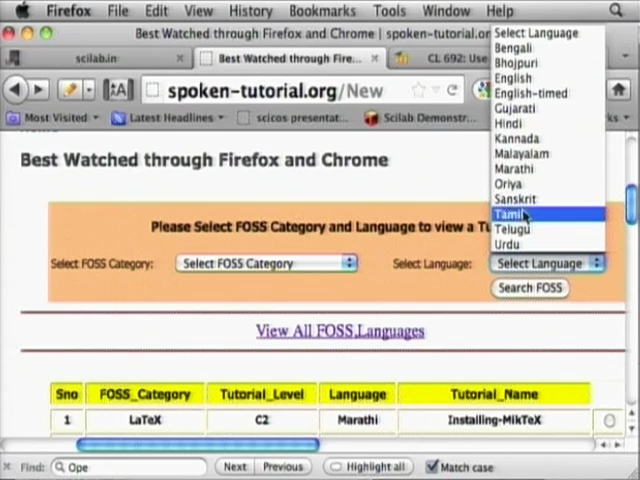 Firefox File Edit View History Bookmarks Tools Window Help
Best Watched through Firefox and Chrome | spoken-tutorial.or
scilab.in
Best Watched through Fire...
CL 692: Use
spoken-tutorial.org/New
Most Visited
Latest Headlines
scicos presentat...
Scilab Demonstr...
Best Watched through Firefox and Chrome
Please Select FOSS Category and Language to view a Tu
Select FOSS Category:
Select FOSS Category
Select Language:
Select Language
Select Language
Bengali
Bhojpuri
English
English-timed
Gujarati
Hindi
Kannada
Malayalam
Marathi
Oriya
Sanskrit
Tamil
Telugu
Urdu
Search FOSS
View All FOSS,Languages
Sno FOSS_Category Tutorial_Level Language Tutorial_Name
1 LaTeX C2 Marathi Installing-MikTeX
Find: Ope Next Previous Highlight all Match case